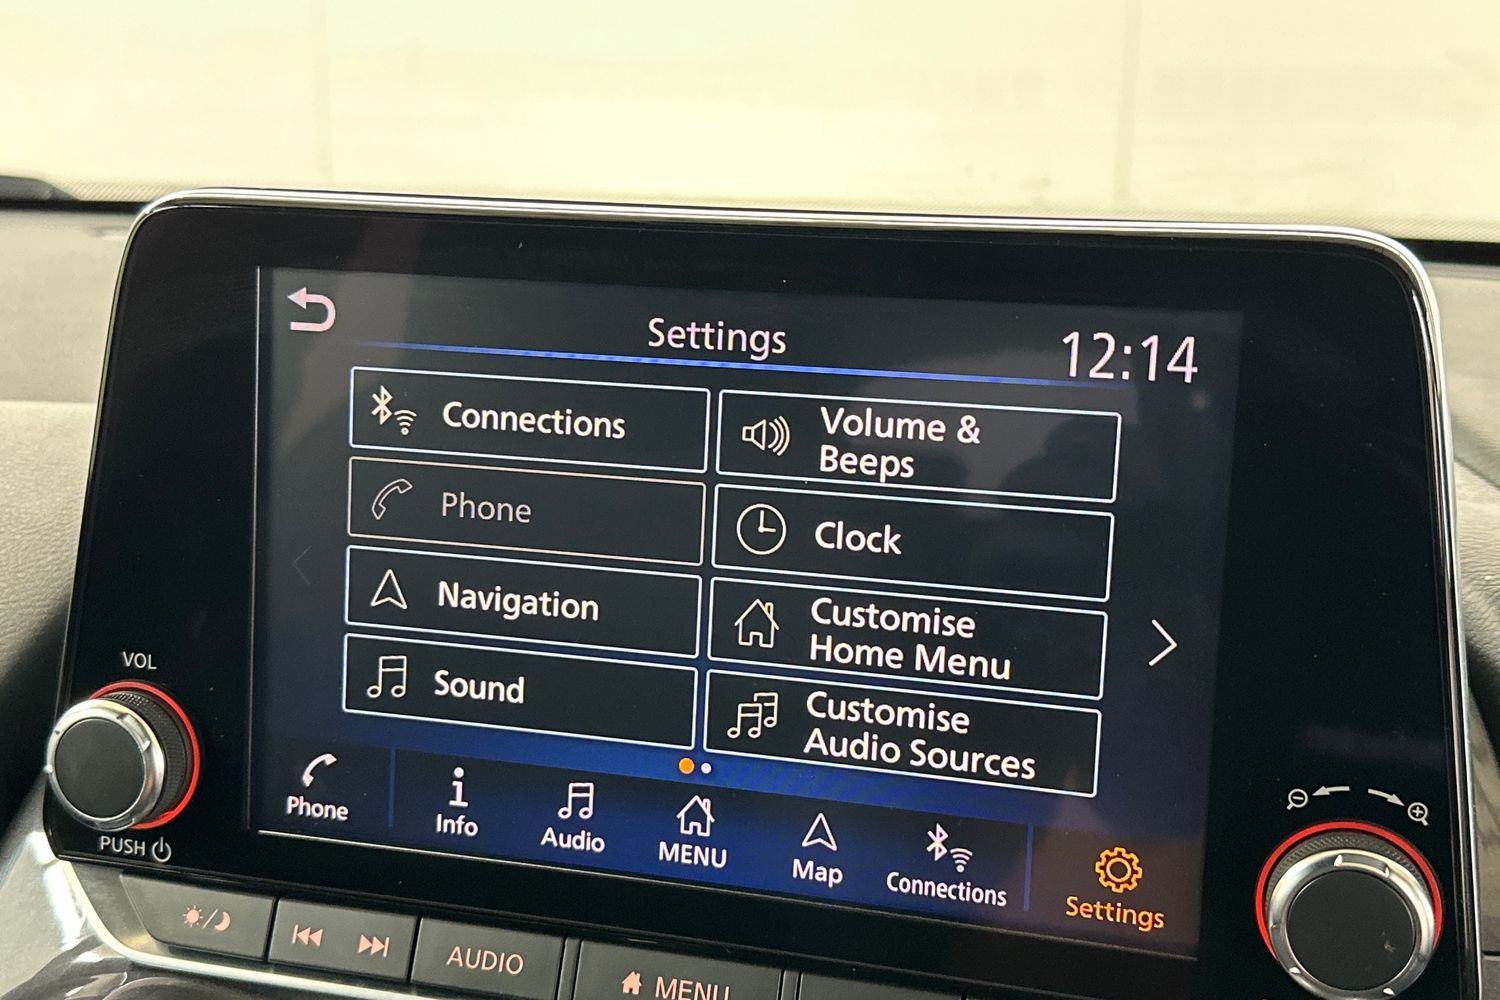 Settings
12:14
Connections
Volume &
Beeps
Phone
Clock
Navigation
Customise
Home Menu
Sound
Customise
Audio Sources
Phone
Info
Audio
MENU
Map
Connections
Settings
VOL
PUSH
AUDIO
MENU